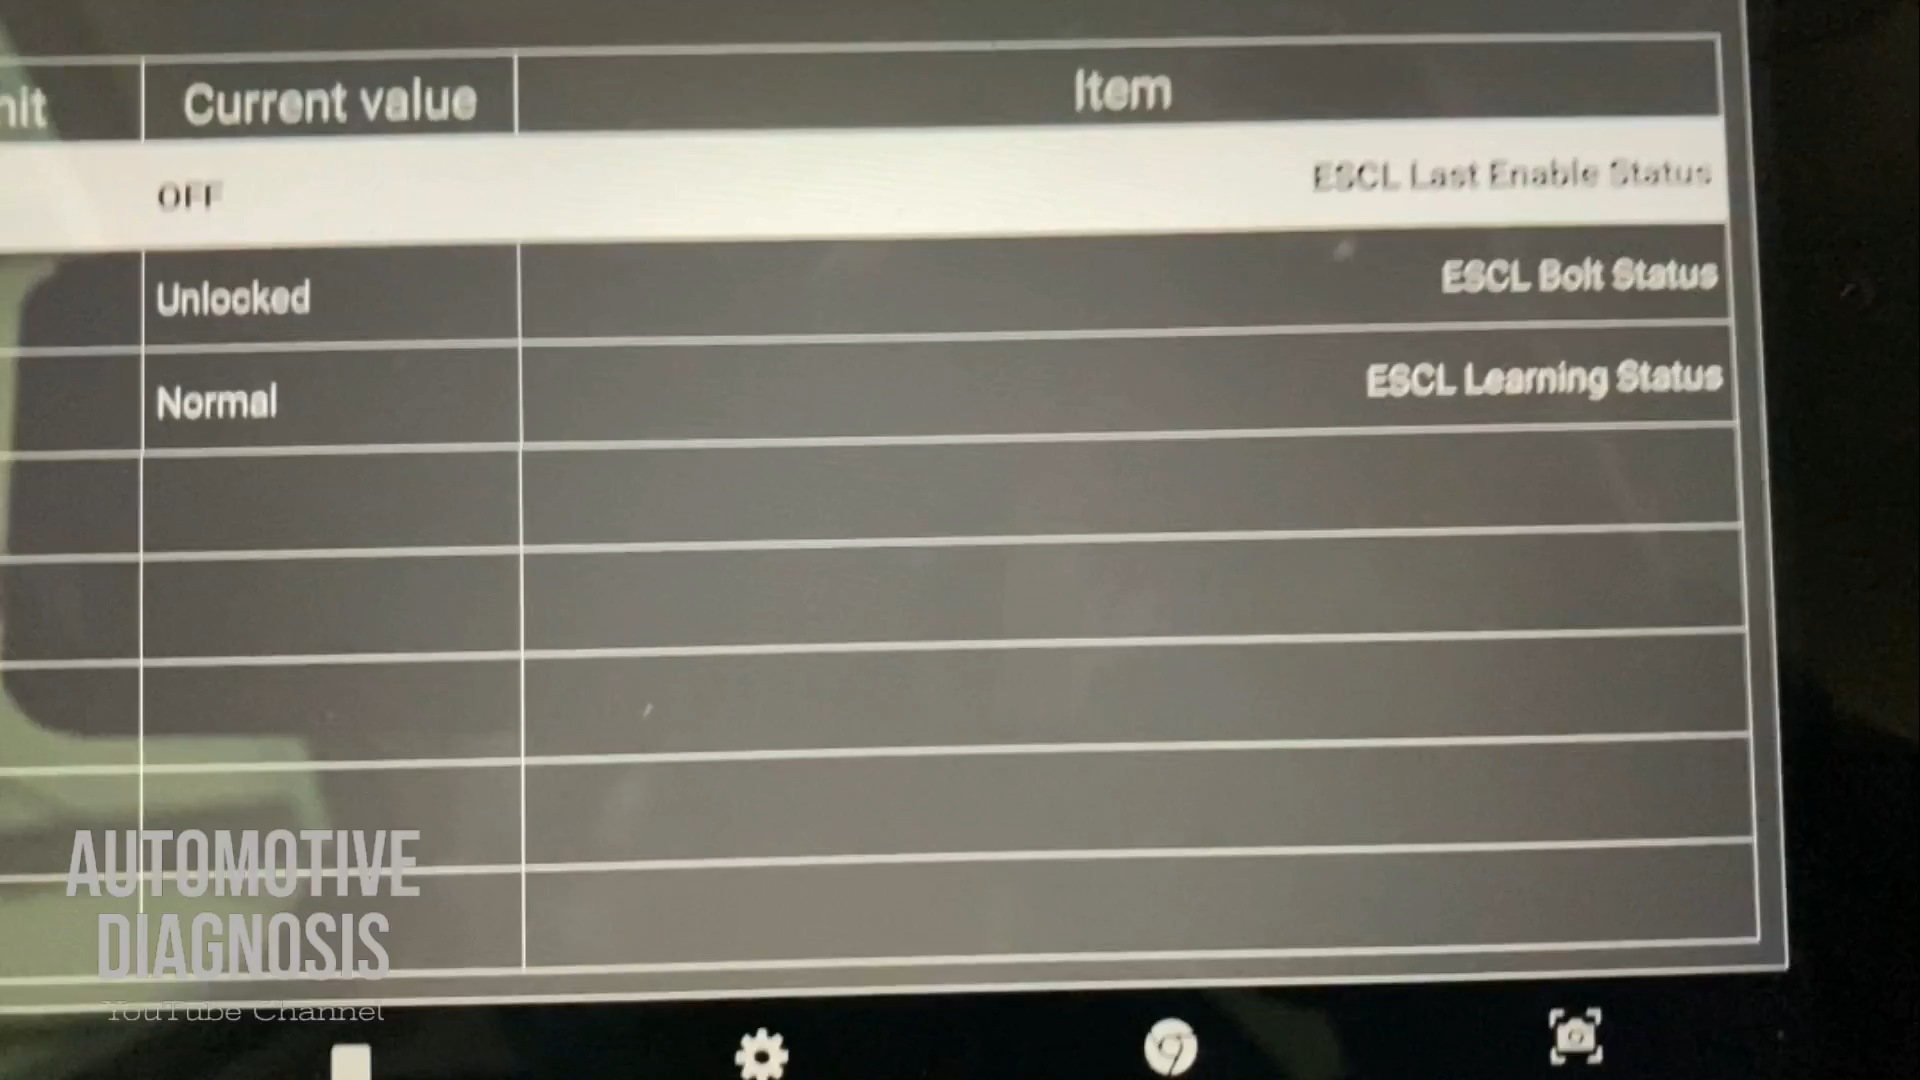 Current value Item
OFF ESCL Last Enable Status
Unlocked ESCL Bolt Status
Normal ESCL Learning Status
AUTOMOTIVE
DIAGNOSIS
YouTube Channel